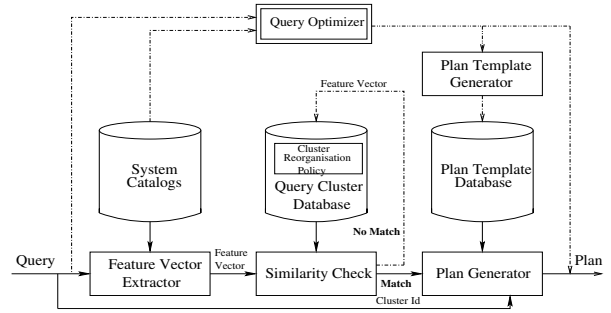 Query Optimizer
Plan Template
Generator
Feature Vector
System
Catalogs
Cluster
Reorganisation
Policy
Query Cluster
Database
Plan Template
Database
No Match
Query
Feature Vector
Extractor
Feature
Vector
Similarity Check
Match
Plan Generator
Plan
Cluster Id